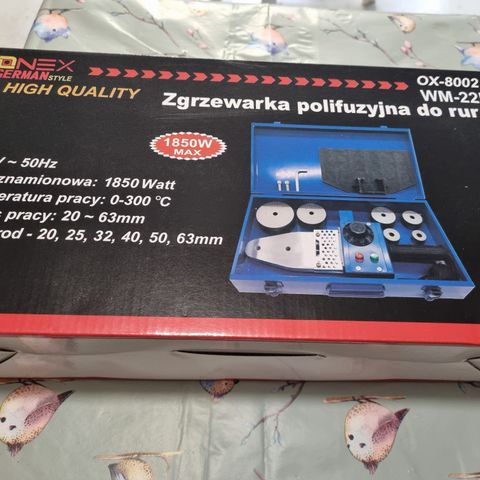 ONEX
GERMAN STYLE
HIGH QUALITY
OX-8002
WM-22
Zgrzewarka polifuzyjna do rur
1850W
MAX
V ~ 50Hz
znamionowa: 1850 Watt
eratura pracy: 0-300 °C
pracy: 20 ~ 63mm
rod - 20, 25, 32, 40, 50, 63mm